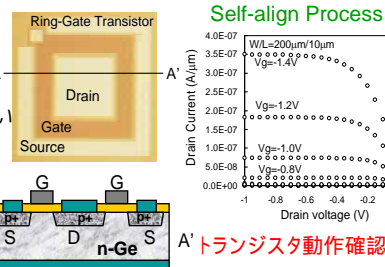 Self-align Process
Ring-Gate Transistor
A'
Drain
Gate
Source
Drain Current (A/μm)
4.0E-07
3.5E-07
3.0E-07
2.5E-07
2.0E-07
1.5E-07
1.0E-07
5.0E-08
0.0E+00
W/L=200μm/10μm
Vg=-1.4V
Vg=-1.2V
Vg=-1.0V
Vg=-0.8V
-1 -0.8 -0.6 -0.4 -0.2
Drain voltage (V)
G G
p+ p+ p+
S D S A'
n-Ge
トランジスタ動作確認